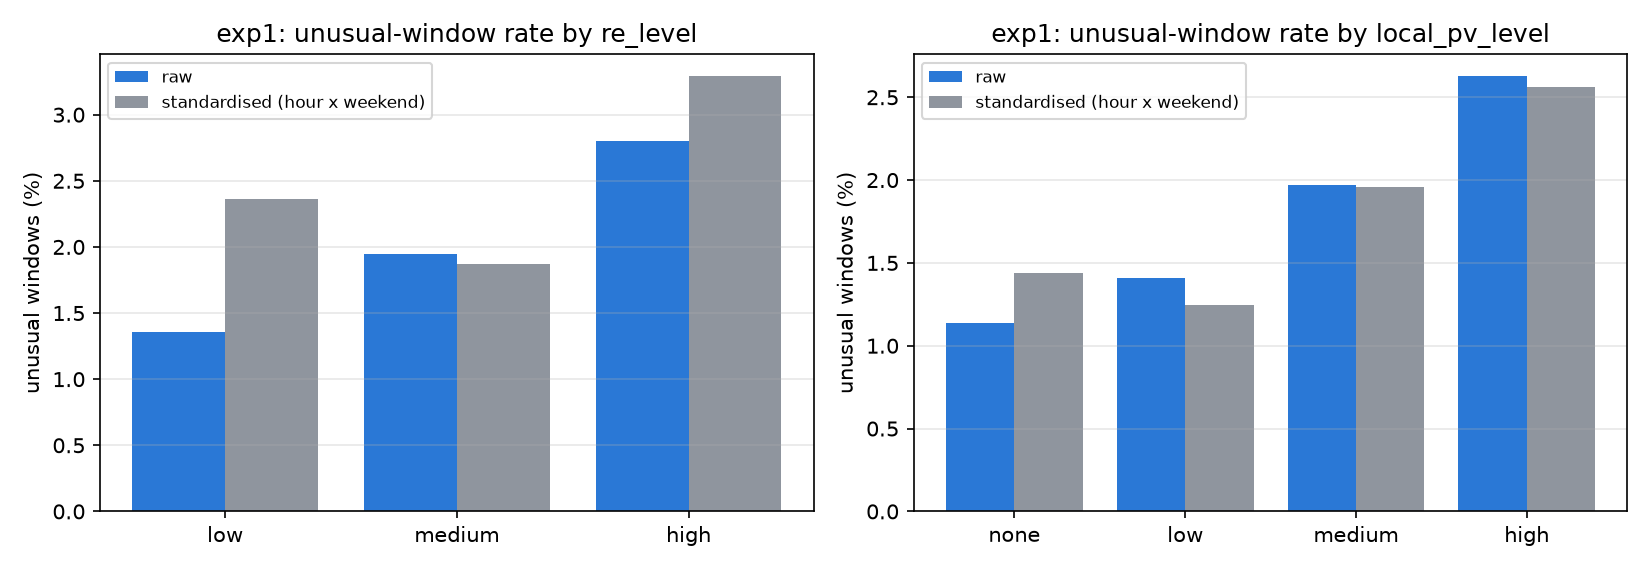 exp1: unusual-window rate by re_level
raw
standardised (hour x weekend)
unusual windows (%)
3.0
2.5
2.0
1.5
1.0
0.5
0.0
low medium high
exp1: unusual-window rate by local_pv_level
raw
standardised (hour x weekend)
unusual windows (%)
2.5
2.0
1.5
1.0
0.5
0.0
none low medium high